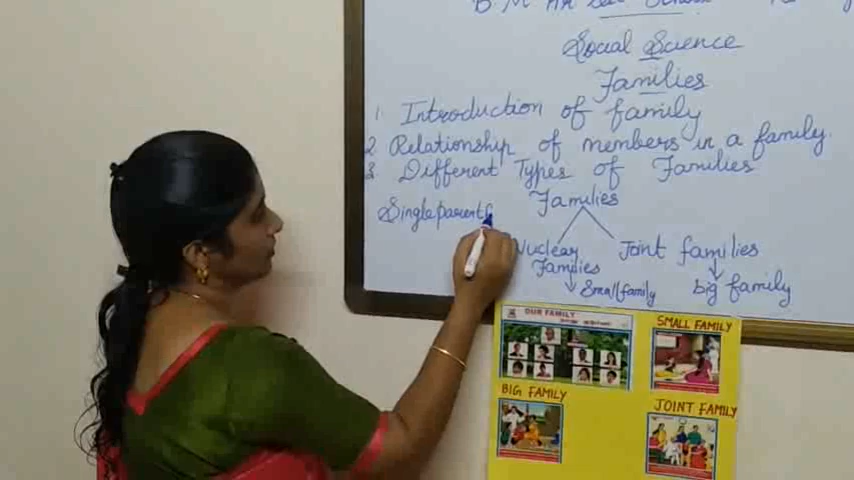 Social Science
Families
1 Introduction of family
2 Relationship of members in a family.
3 Different Types of Families
Families
Single parent
Nuclear Families
Joint families
Small family
big family
OUR FAMILY
SMALL FAMILY
BIG FAMILY
JOINT FAMILY